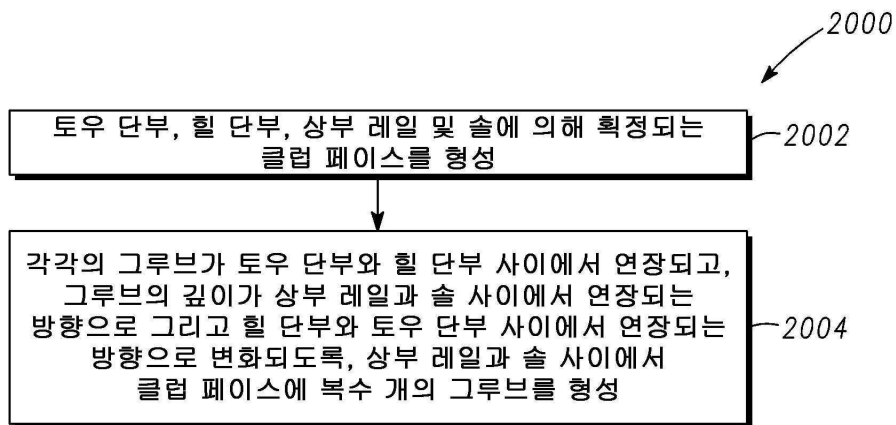 2000
토우 단부, 힐 단부, 상부 레일 및 솔에 의해 획정되는
클럽 페이스를 형성
2002
각각의 그루브가 토우 단부와 힐 단부 사이에서 연장되고,
그루브의 깊이가 상부 레일과 솔 사이에서 연장되는
방향으로 그리고 힐 단부와 토우 단부 사이에서 연장되는
방향으로 변화되도록, 상부 레일과 솔 사이에서
클럽 페이스에 복수 개의 그루브를 형성
2004